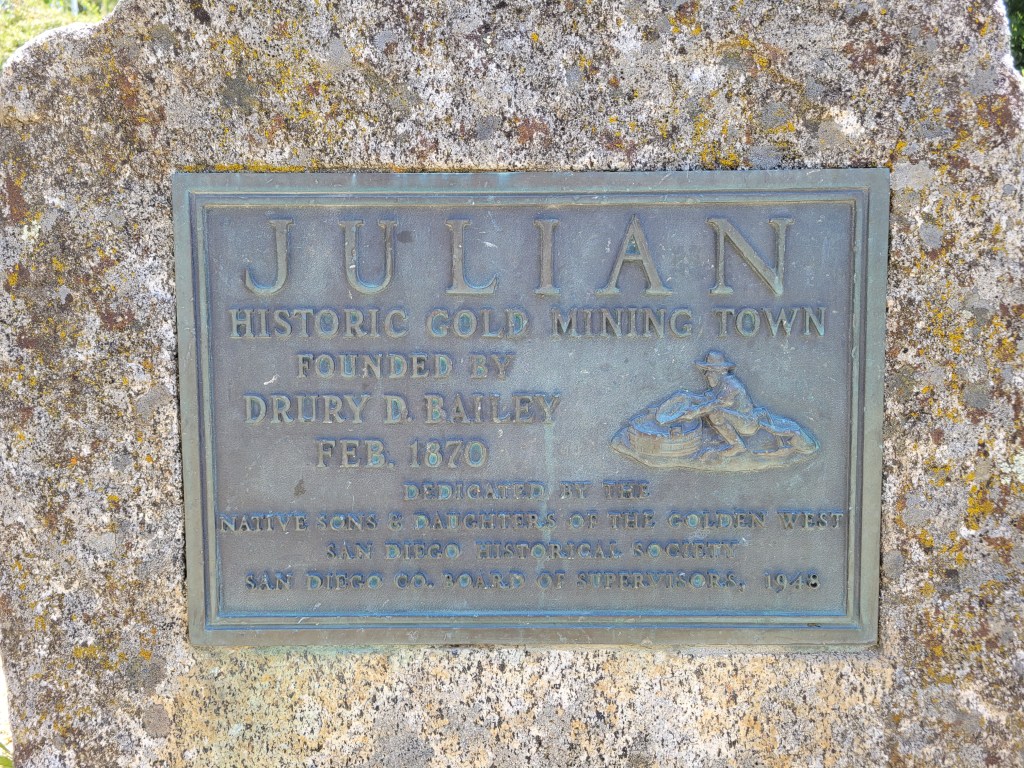 JULIAN
HISTORIC GOLD MINING TOWN
FOUNDED BY
DRURY D. BAILEY
FEB. 1870
DEDICATED BY THE
NATIVE SONS & DAUGHTERS OF THE GOLDEN WEST
SAN DIEGO HISTORICAL SOCIETY
SAN DIEGO CO. BOARD OF SUPERVISORS, 1948